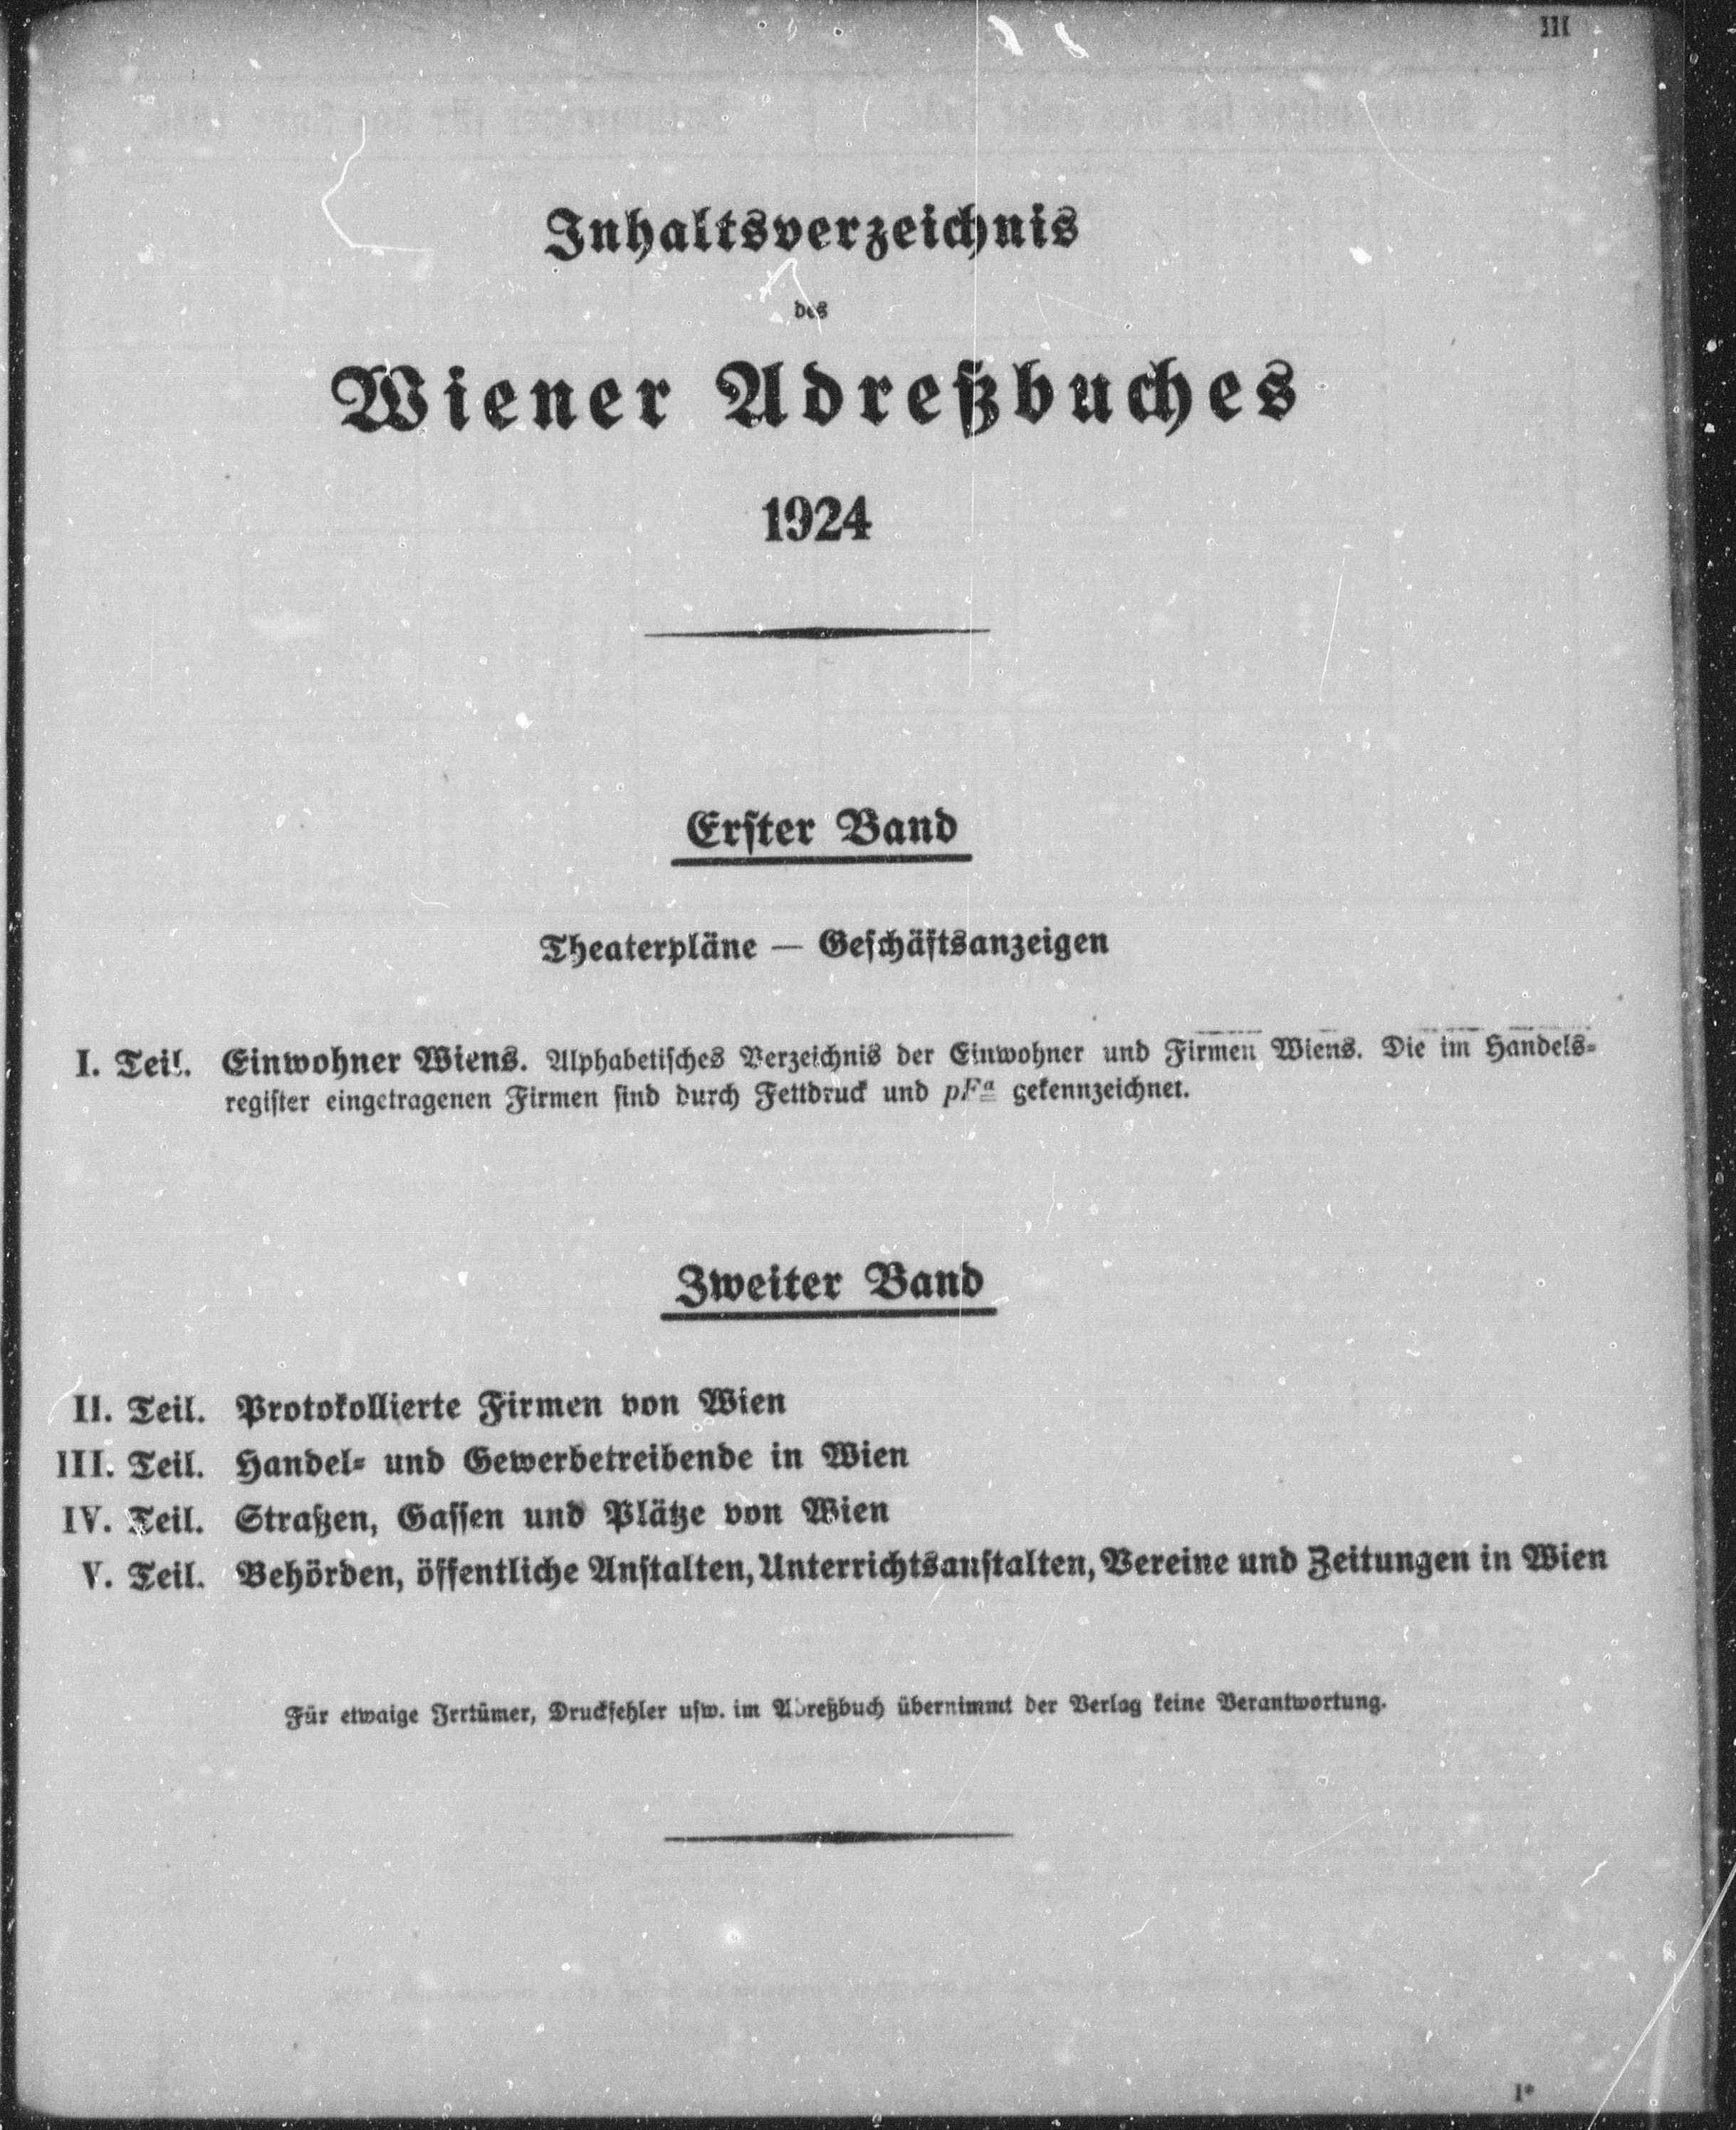 III
Inhaltsverzeichnis
des
Wiener Adreßbuches
1924
Erster Band
Theaterpläne — Geschäftsanzeigen
I. Teil. Einwohner Wiens. Alphabetisches Verzeichnis der Einwohner und Firmen Wiens. Die im Handels-
register eingetragenen Firmen sind durch Fettdruck und pFa gekennzeichnet.
Zweiter Band
II. Teil. Protokollierte Firmen von Wien
III. Teil. Handel- und Gewerbetreibende in Wien
IV. Teil. Straßen, Gassen und Plätze von Wien
V. Teil. Behörden, öffentliche Anstalten, Unterrichtsanstalten, Vereine und Zeitungen in Wien
Für etwaige Irrtümer, Druckfehler usw. im Adreßbuch übernimmt der Verlag keine Verantwortung.
1*